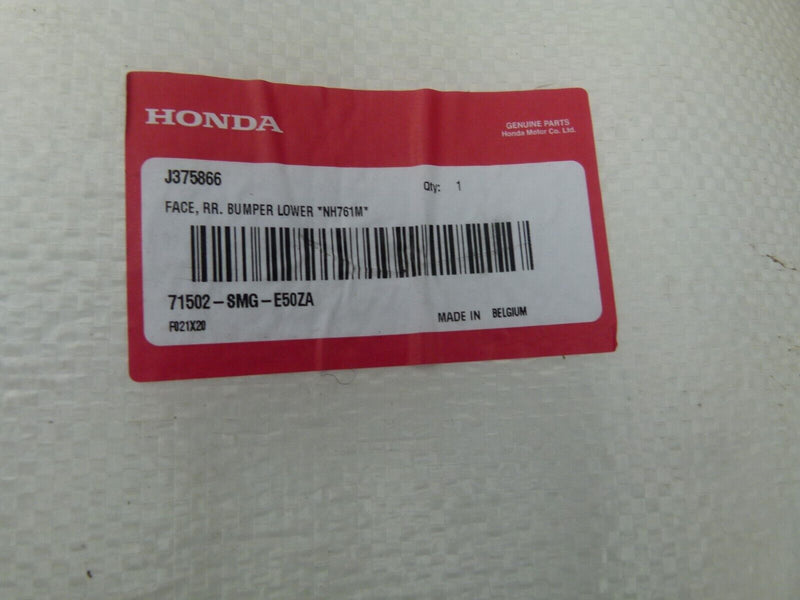 HONDA
GENUINE PARTS
Honda Motor Co. Ltd.
J375866
Qty: 1
FACE, RR. BUMPER LOWER *NH761M*
71502-SMG-E50ZA
F021X20
MADE IN BELGIUM